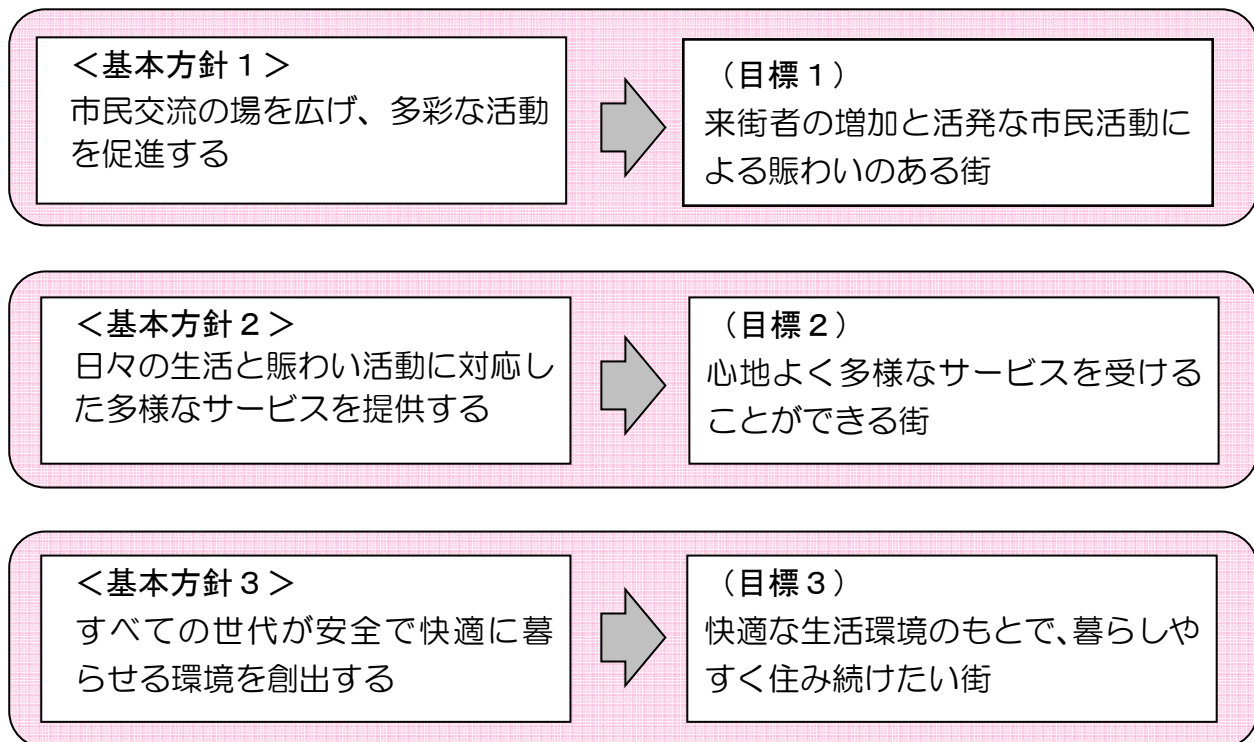 <基本方針１>
市民交流の場を広げ、多彩な活動
を促進する
（目標１）
来街者の増加と活発な市民活動に
よる賑わいのある街
<基本方針２>
日々の生活と賑わい活動に対応し
た多様なサービスを提供する
（目標２）
心地よく多様なサービスを受ける
ことができる街
<基本方針３>
すべての世代が安全で快適に暮
らせる環境を創出する
（目標３）
快適な生活環境のもとで、暮らしや
すく住み続けたい街